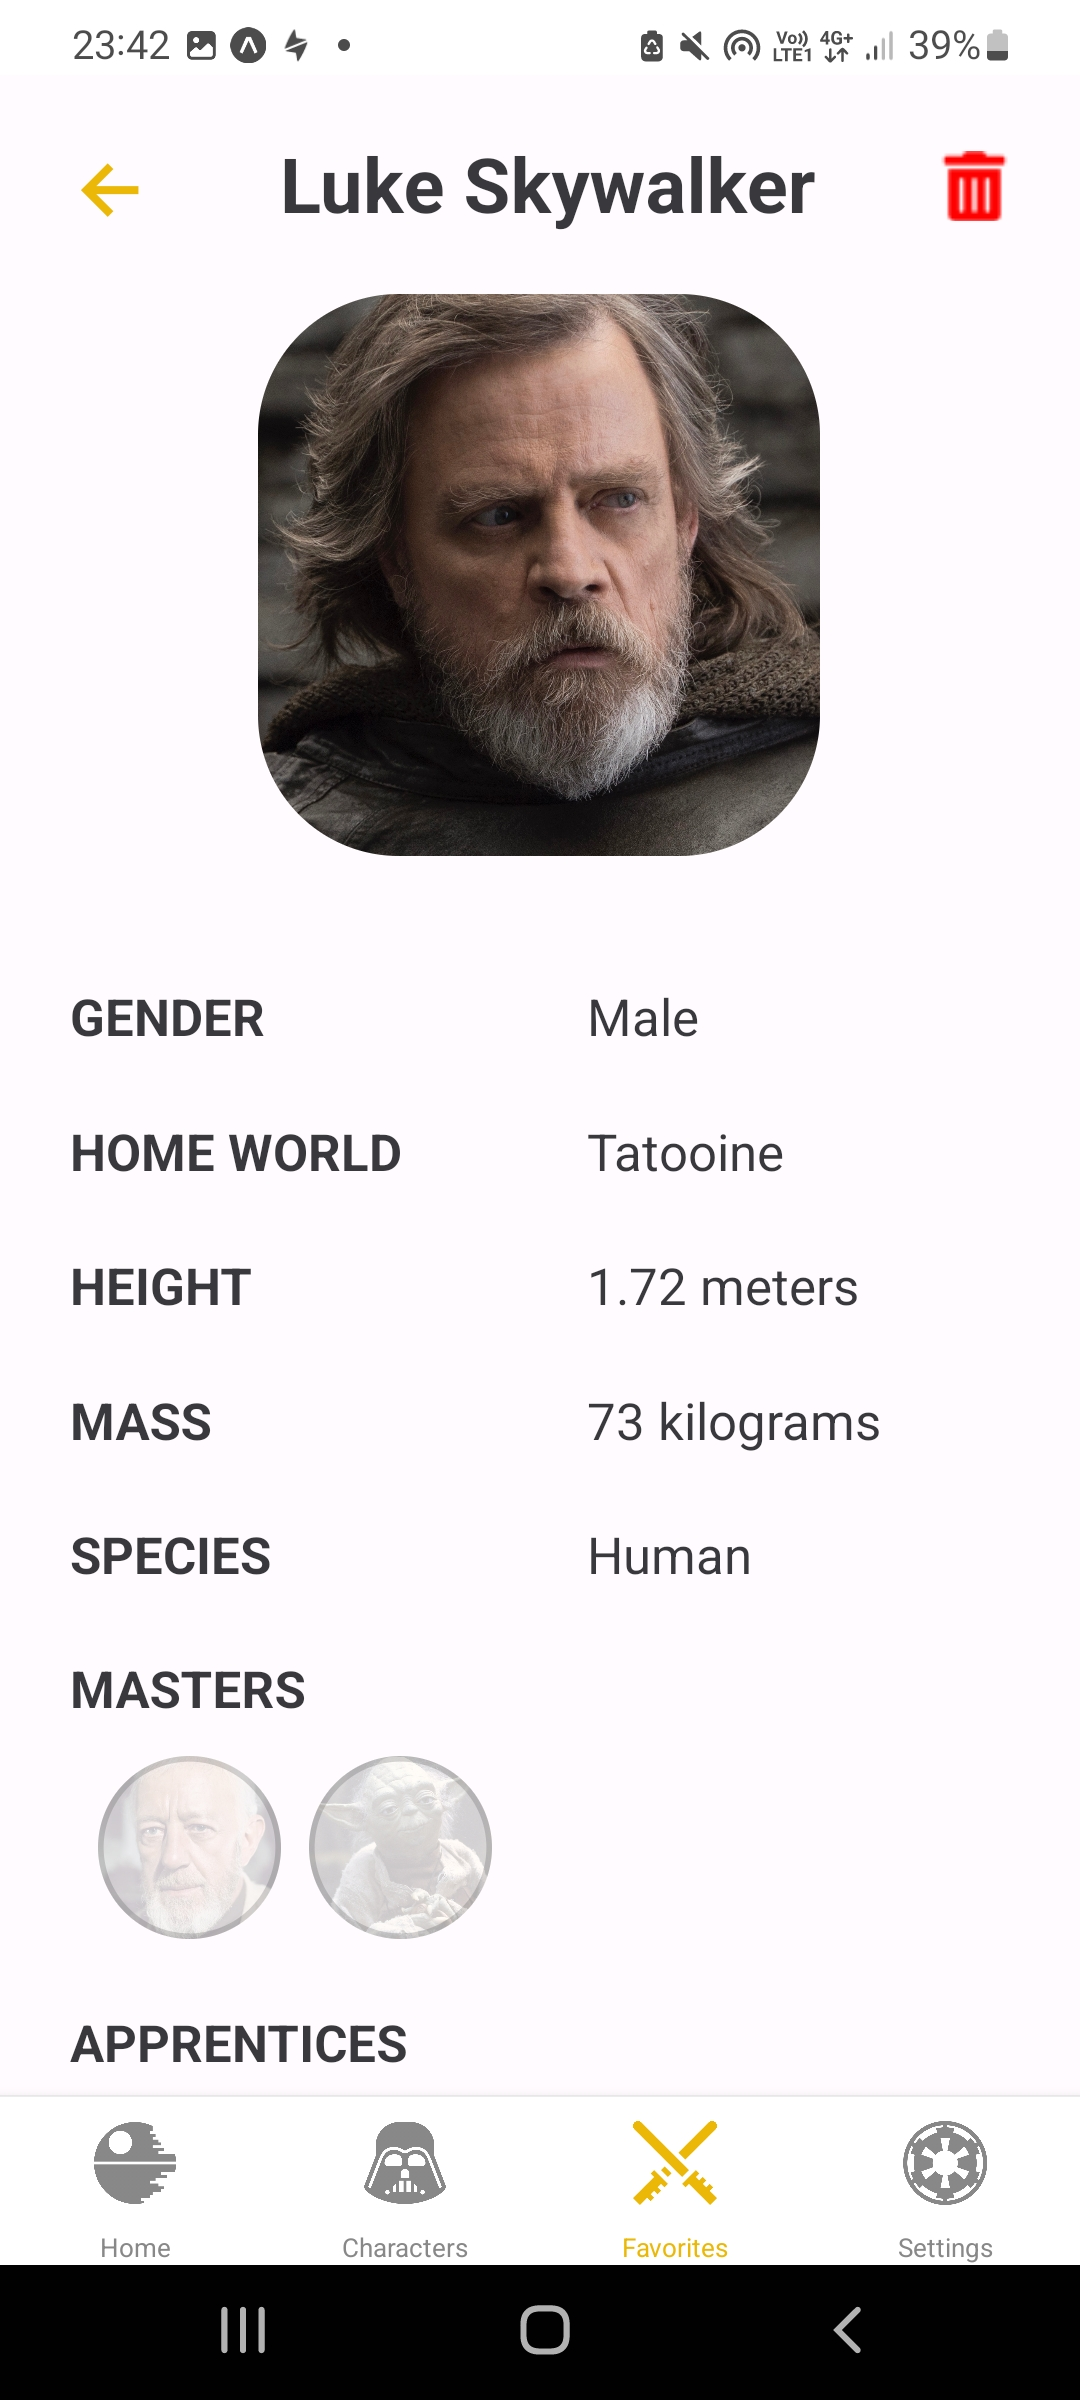 23:42
Vo)) LTE1 4G+ 39%
Luke Skywalker
GENDER Male
HOME WORLD Tatooine
HEIGHT 1.72 meters
MASS 73 kilograms
SPECIES Human
MASTERS
APPRENTICES
Home Characters Favorites Settings